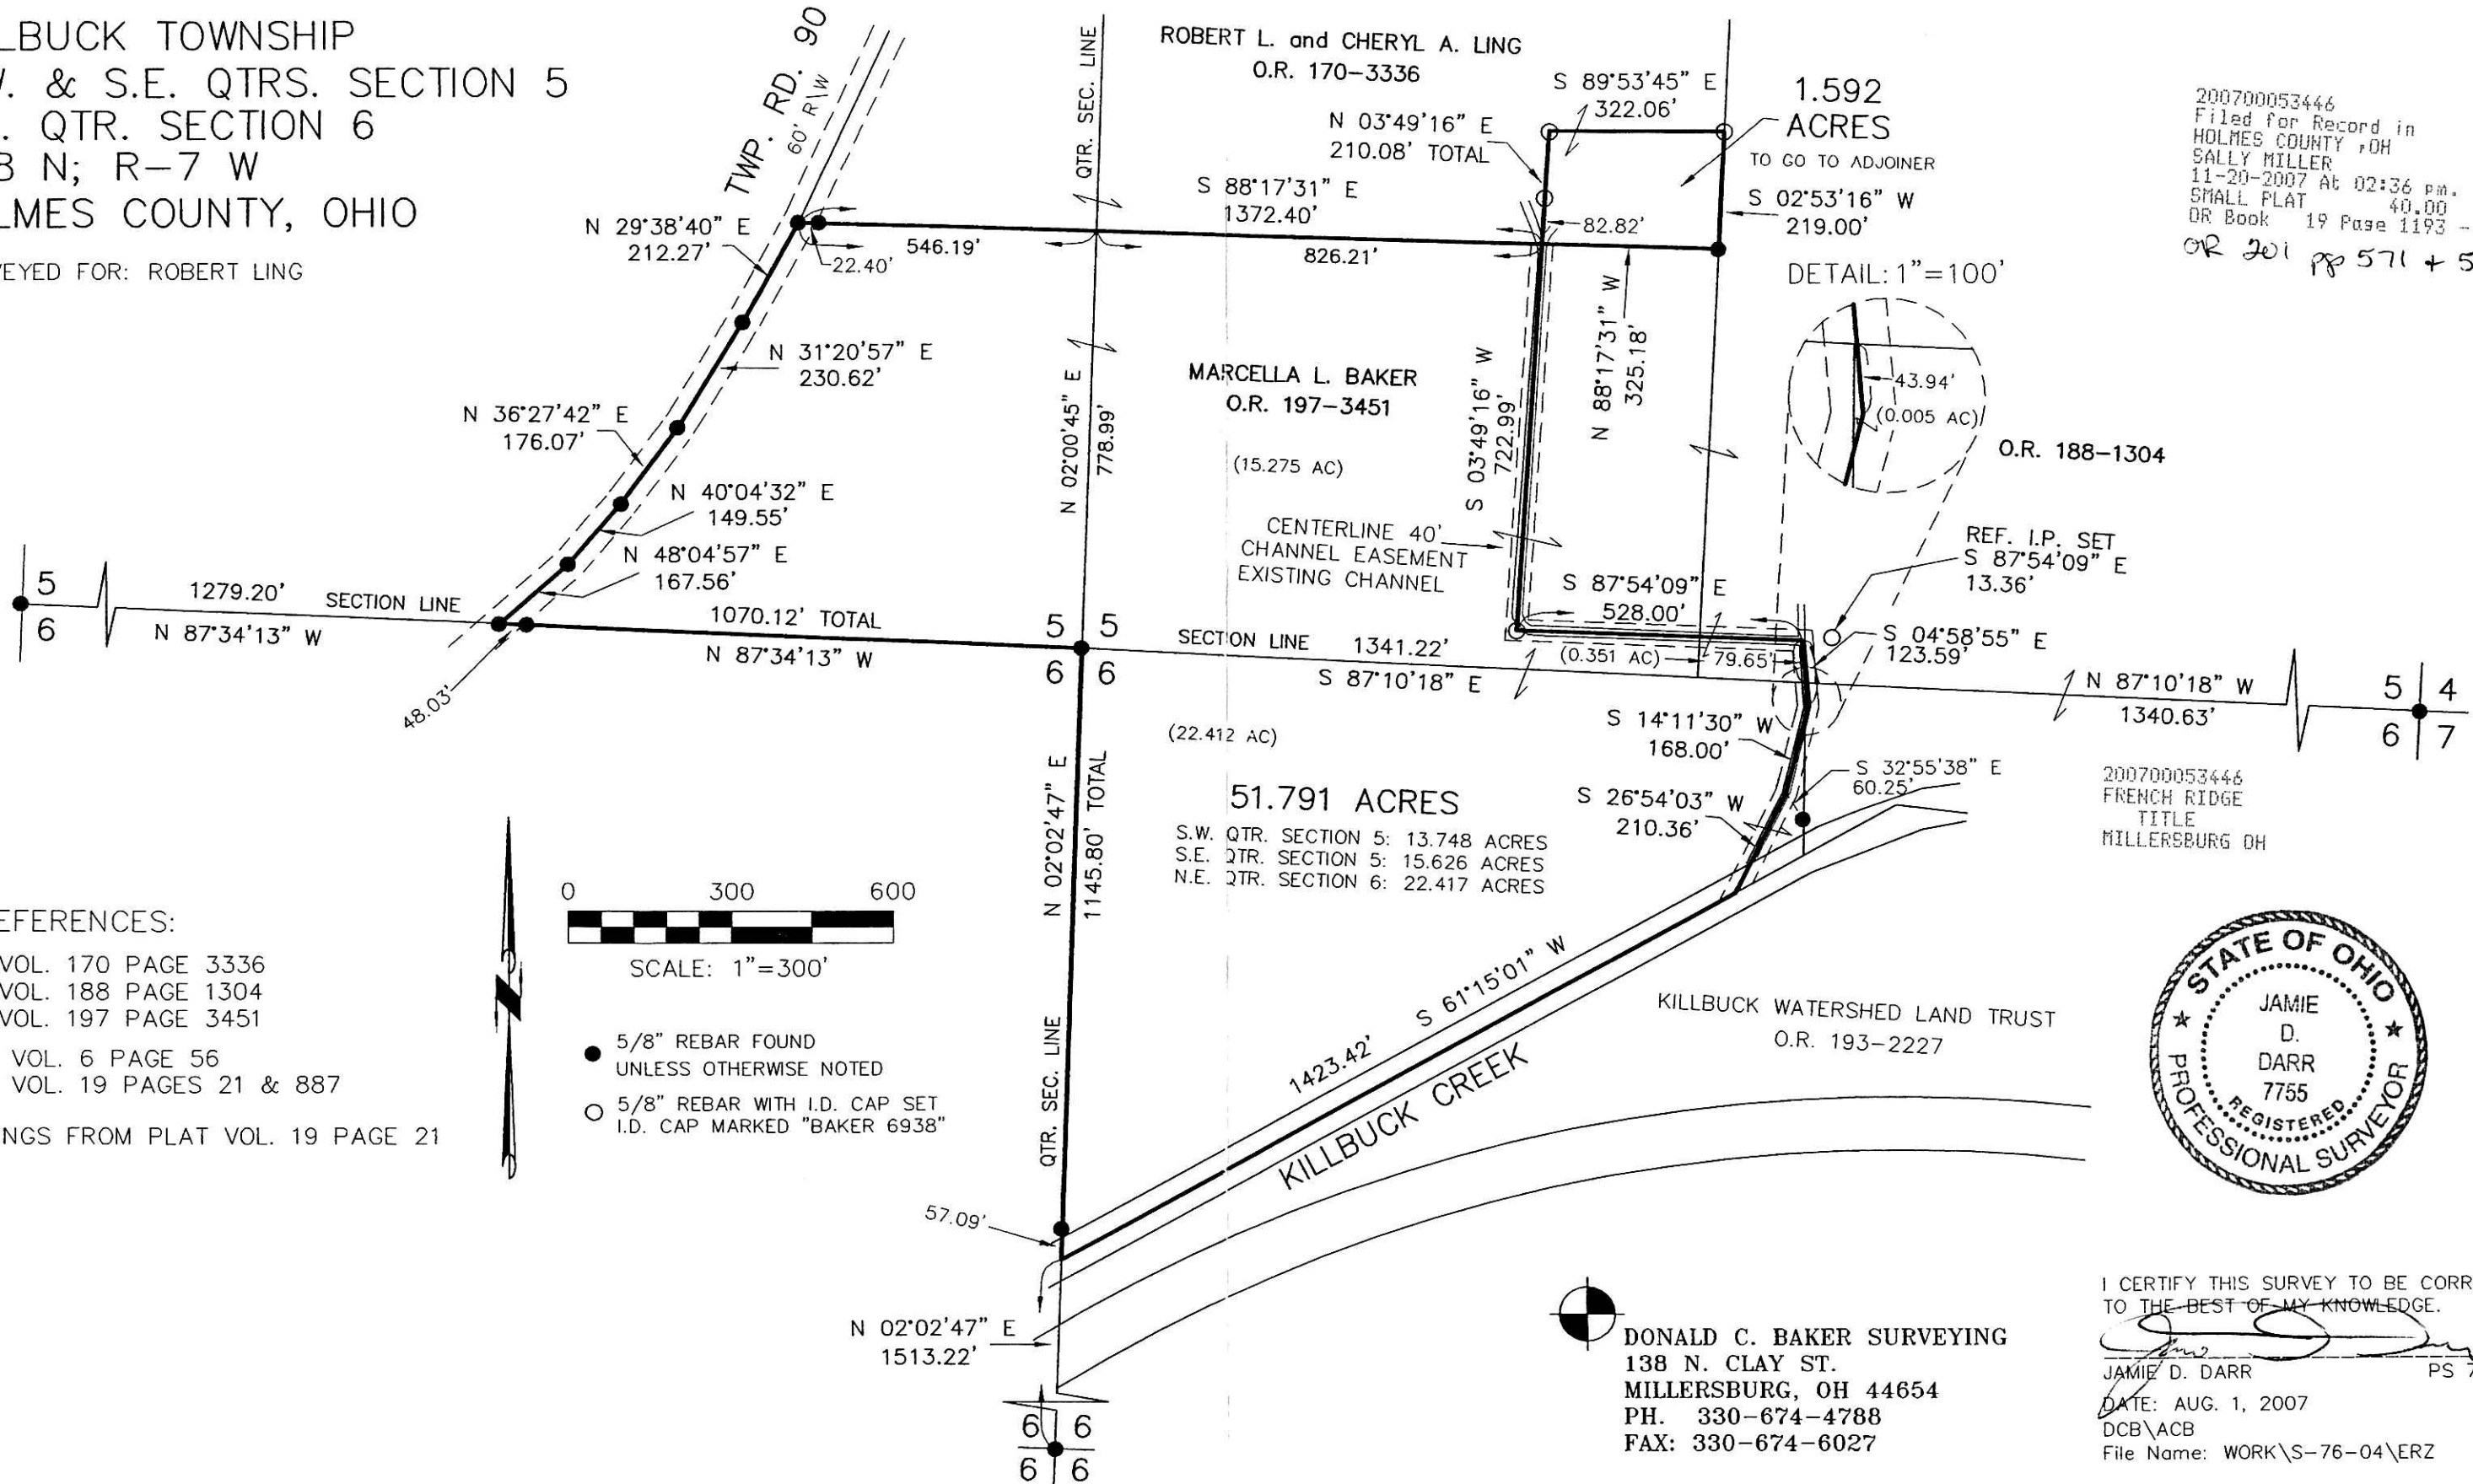 LBUCK TOWNSHIP
. & S.E. QTRS. SECTION 5
. QTR. SECTION 6
N; R-7 W
LMES COUNTY, OHIO
EYED FOR: ROBERT LING
TWP. RD. 90
60' R\W
QTR. SEC. LINE
ROBERT L. and CHERYL A. LING
O.R. 170-3336
S 89°53'45" E
322.06'
1.592
ACRES
TO GO TO ADJOINER
N 03°49'16" E
210.08' TOTAL
S 88°17'31" E
1372.40'
S 02°53'16" W
219.00'
200700053446
Filed for Record in
HOLMES COUNTY ,OH
SALLY MILLER
11-20-2007 At 02:36 pm.
SMALL PLAT 40.00
OR Book 19 Page 1193 -
OR 201 pp 571 + 5
N 29°38'40" E
212.27'
22.40'
546.19'
826.21'
82.82'
DETAIL: 1"=100'
43.94'
(0.005 AC)
O.R. 188-1304
N 31°20'57" E
230.62'
N 36°27'42" E
176.07'
N 40°04'32" E
149.55'
N 48°04'57" E
167.56'
N 02°00'45" E
778.99'
MARCELLA L. BAKER
O.R. 197-3451
(15.275 AC)
S 03°49'16" W
722.99'
N 88°17'31" W
325.18'
CENTERLINE 40'
CHANNEL EASEMENT
EXISTING CHANNEL
S 87°54'09" E
528.00'
REF. I.P. SET
S 87°54'09" E
13.36'
S 04°58'55" E
123.59'
5
6
1279.20'
SECTION LINE
N 87°34'13" W
1070.12' TOTAL
N 87°34'13" W
48.03'
5 5
6 6
SECTION LINE
1341.22'
S 87°10'18" E
(0.351 AC)
79.65'
N 87°10'18" W
1340.63'
5 4
6 7
(22.412 AC)
S 14°11'30" W
168.00'
S 32°55'38" E
60.25'
S 26°54'03" W
210.36'
51.791 ACRES
S.W. QTR. SECTION 5: 13.748 ACRES
S.E. QTR. SECTION 5: 15.626 ACRES
N.E. QTR. SECTION 6: 22.417 ACRES
N 02°02'47" E
1145.80' TOTAL
QTR. SEC. LINE
200700053446
FRENCH RIDGE
TITLE
MILLERSBURG OH
0 300 600
SCALE: 1"=300'
5/8" REBAR FOUND
UNLESS OTHERWISE NOTED
5/8" REBAR WITH I.D. CAP SET
I.D. CAP MARKED "BAKER 6938"
EFERENCES:
VOL. 170 PAGE 3336
VOL. 188 PAGE 1304
VOL. 197 PAGE 3451
VOL. 6 PAGE 56
VOL. 19 PAGES 21 & 887
NGS FROM PLAT VOL. 19 PAGE 21
1423.42'
S 61°15'01" W
KILLBUCK CREEK
KILLBUCK WATERSHED LAND TRUST
O.R. 193-2227
STATE OF OHIO
JAMIE
D.
DARR
7755
REGISTERED
PROFESSIONAL SURVEYOR
57.09'
N 02°02'47" E
1513.22'
6 6
6 6
DONALD C. BAKER SURVEYING
138 N. CLAY ST.
MILLERSBURG, OH 44654
PH. 330-674-4788
FAX: 330-674-6027
I CERTIFY THIS SURVEY TO BE CORR
TO THE BEST OF MY KNOWLEDGE.
JAMIE D. DARR PS 7
DATE: AUG. 1, 2007
DCB\ACB
File Name: WORK\S-76-04\ERZ